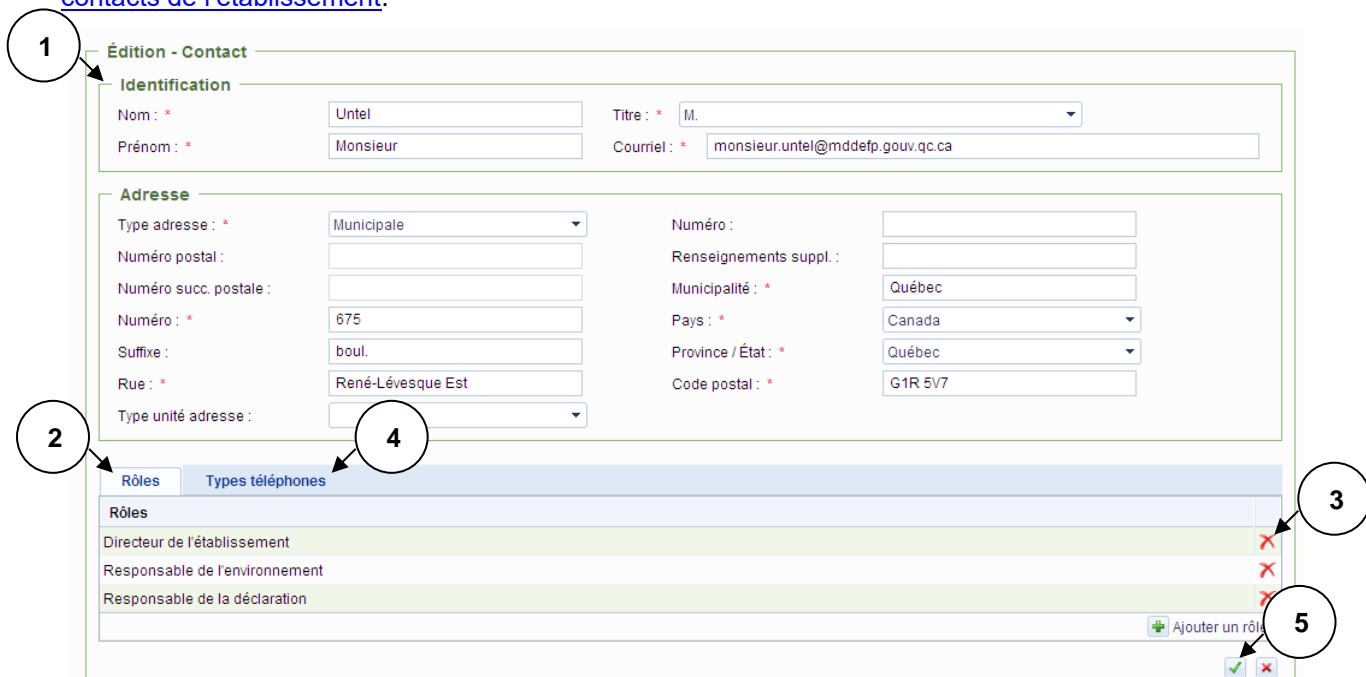 contacts de l'établissement.
1
Édition - Contact
Identification
Nom : * Untel Titre : * M.
Prénom : * Monsieur Courriel : * monsieur.untel@mddefp.gouv.qc.ca
Adresse
Type adresse : * Municipale Numéro :
Numéro postal : Renseignements suppl. :
Numéro succ. postale : Municipalité : * Québec
Numéro : * 675 Pays : * Canada
Suffixe : boul. Province / État : * Québec
Rue : * René-Lévesque Est Code postal : * G1R 5V7
Type unité adresse :
2 4
Rôles Types téléphones
3
Rôles
Directeur de l'établissement
Responsable de l'environnement
Responsable de la déclaration
Ajouter un rôle
5